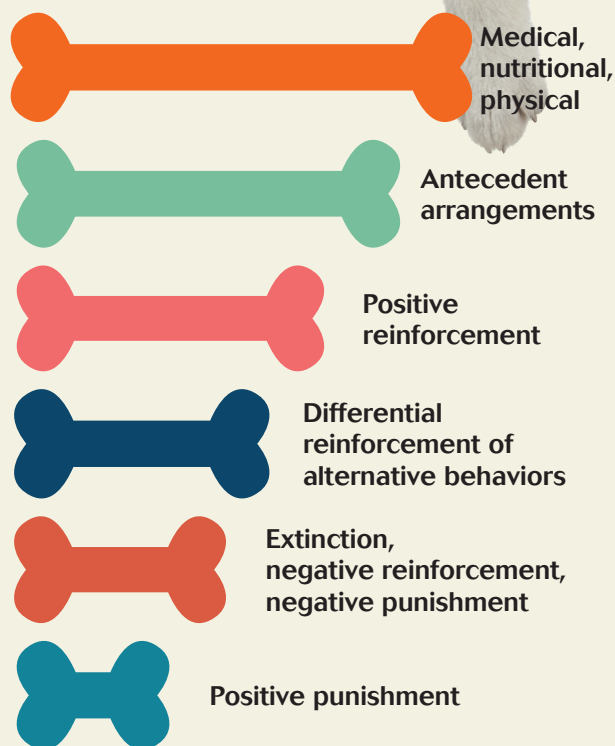 Medical,
nutritional,
physical
Antecedent
arrangements
Positive
reinforcement
Differential
reinforcement of
alternative behaviors
Extinction,
negative reinforcement,
negative punishment
Positive punishment